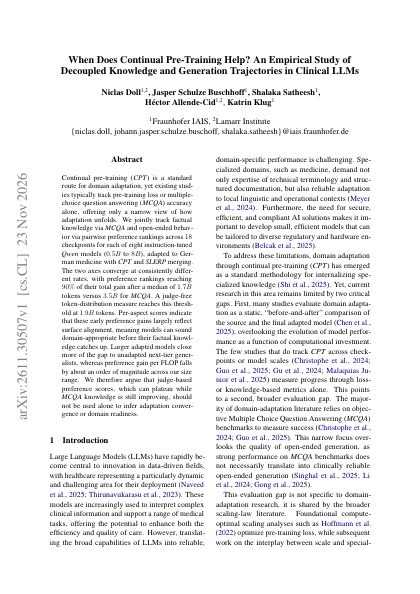 When Does Continual Pre-Training Help? An Empirical Study of
Decoupled Knowledge and Generation Trajectories in Clinical LLMs
Niclas Doll1,2, Jasper Schulze Buschhoff1, Shalaka Satheesh1,
Héctor Allende-Cid1,2, Katrin Klug1
1Fraunhofer IAIS, 2Lamarr Institute
{niclas.doll, johann.jasper.schulze.buschoff, shalaka.satheesh}@iais.fraunhofer.de
arXiv:2611.30507v1 [cs.CL] 23 Nov 2026
Abstract
Continual pre-training (CPT) is a standard
route for domain adaptation, yet existing stud-
ies typically track pre-training loss or multiple-
choice question answering (MCQA) accuracy
alone, offering only a narrow view of how
adaptation unfolds. We jointly track factual
knowledge via MCQA and open-ended behav-
ior via pairwise preference rankings across 18
checkpoints for each of eight instruction-tuned
Qwen models (0.5B to 8B), adapted to Ger-
man medicine with CPT and SLERP merging.
The two axes converge at consistently differ-
ent rates, with preference rankings reaching
90% of their total gain after a median of 1.7B
tokens versus 3.5B for MCQA. A judge-free
token-distribution measure reaches this thresh-
old at 1.9B tokens. Per-aspect scores indicate
that these early preference gains largely reflect
surface alignment, meaning models can sound
domain-appropriate before their factual knowl-
edge catches up. Larger adapted models close
more of the gap to unadapted next-tier gener-
alists, whereas preference gain per FLOP falls
by about an order of magnitude across our size
range. We therefore argue that judge-based
preference scores, which can plateau while
MCQA knowledge is still improving, should
not be used alone to infer adaptation conver-
gence or domain readiness.
1 Introduction
Large Language Models (LLMs) have rapidly be-
come central to innovation in data-driven fields,
with healthcare representing a particularly dynamic
and challenging area for their deployment (Naveed
et al., 2025; Thirunavukarasu et al., 2023). These
models are increasingly used to interpret complex
clinical information and support a range of medical
tasks, offering the potential to enhance both the
efficiency and quality of care. However, translat-
ing the broad capabilities of LLMs into reliable,
domain-specific performance is challenging. Spe-
cialized domains, such as medicine, demand not
only expertise of technical terminology and struc-
tured documentation, but also reliable adaptation
to local linguistic and operational contexts (Meyer
et al., 2024). Furthermore, the need for secure,
efficient, and compliant AI solutions makes it im-
portant to develop small, efficient models that can
be tailored to diverse regulatory and hardware en-
vironments (Belcak et al., 2025).
Within this landscape, domain adaptation
through continual pre-training (CPT) has emerged
as a standard methodology for internalizing spe-
cialized knowledge (Shi et al., 2025). Yet, current
research in this area remains limited by two critical
gaps. First, many studies evaluate domain adapta-
tion as a static, “before-and-after” comparison of
the source and the final adapted model (Chen et al.,
2025), overlooking the evolution of model perfor-
mance as a function of computational investment.
The few studies that do track CPT across check-
points or model scales (Christophe et al., 2024;
Guo et al., 2025; Gu et al., 2024; Malaquias Ju-
nior et al., 2025) measure progress through loss-
or knowledge-based metrics alone. This points
to a second, broader evaluation gap. The major-
ity of domain-adaptation literature relies on objec-
tive Multiple Choice Question Answering (MCQA)
benchmarks to measure success (Christophe et al.,
2024; Guo et al., 2025). This narrow focus over-
looks the quality of open-ended generation, as
strong performance on MCQA benchmarks does
not necessarily translate into clinically reliable
open-ended generation (Singhal et al., 2025; Li
et al., 2024; Gong et al., 2025).
This evaluation gap is not specific to domain-
adaptation research, it is shared by the broader
scaling-law literature. Foundational compute-
optimal scaling analyses such as Hoffmann et al.
(2022) optimize pre-training loss, while subsequent
work on the interplay between scale and special-